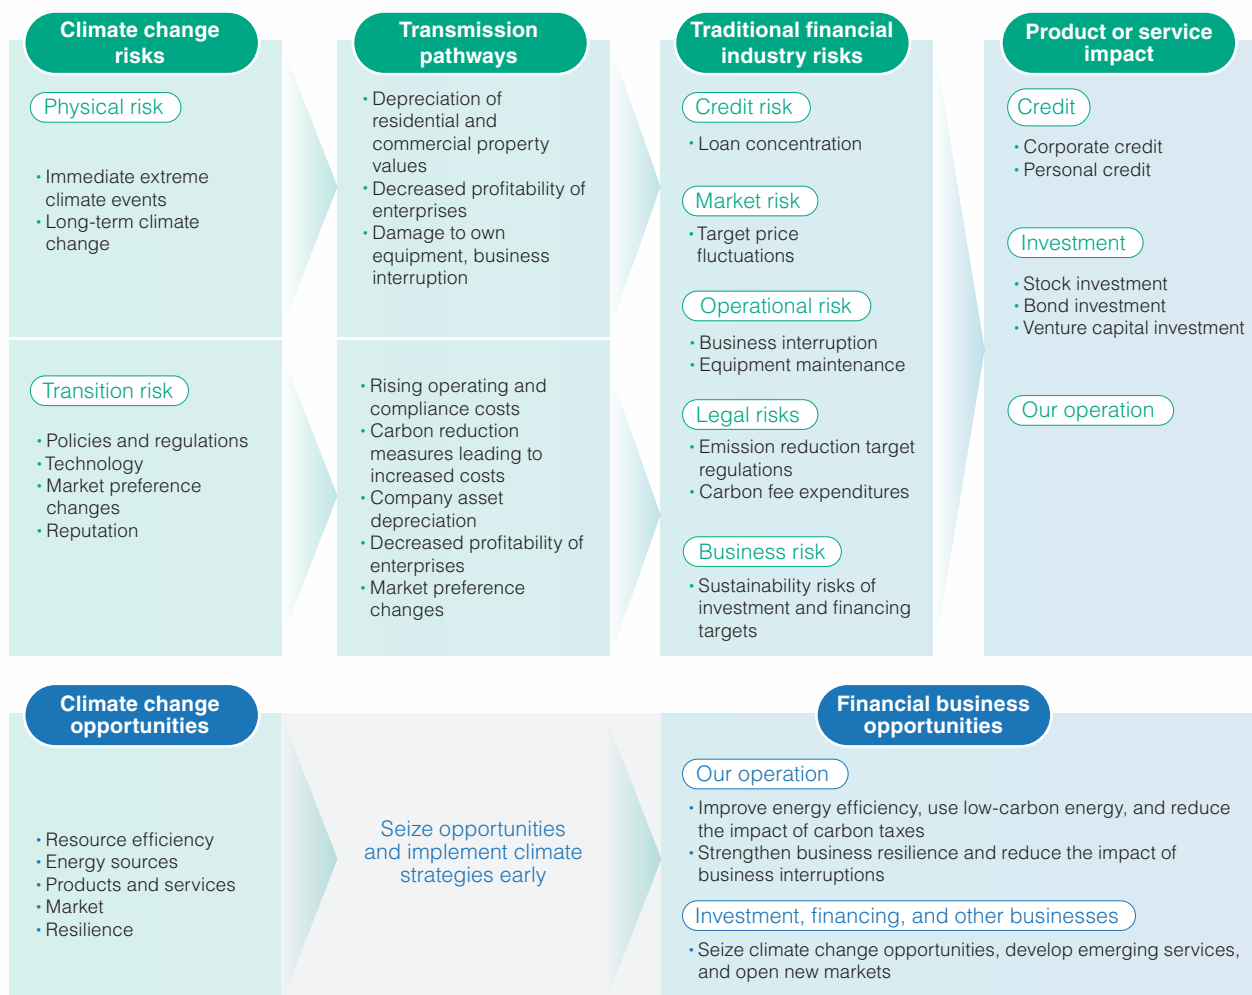 Climate change
risks
Physical risk
• Immediate extreme
climate events
• Long-term climate
change
Transition risk
• Policies and regulations
• Technology
• Market preference
changes
• Reputation
Transmission
pathways
• Depreciation of
residential and
commercial property
values
• Decreased profitability of
enterprises
• Damage to own
equipment, business
interruption
• Rising operating and
compliance costs
• Carbon reduction
measures leading to
increased costs
• Company asset
depreciation
• Decreased profitability of
enterprises
• Market preference
changes
Traditional financial
industry risks
Credit risk
• Loan concentration
Market risk
• Target price
fluctuations
Operational risk
• Business interruption
• Equipment maintenance
Legal risks
• Emission reduction target
regulations
• Carbon fee expenditures
Business risk
• Sustainability risks of
investment and financing
targets
Product or service
impact
Credit
• Corporate credit
• Personal credit
Investment
• Stock investment
• Bond investment
• Venture capital investment
Our operation
Climate change
opportunities
• Resource efficiency
• Energy sources
• Products and services
• Market
• Resilience
Seize opportunities
and implement climate
strategies early
Financial business
opportunities
Our operation
• Improve energy efficiency, use low-carbon energy, and reduce
the impact of carbon taxes
• Strengthen business resilience and reduce the impact of
business interruptions
Investment, financing, and other businesses
• Seize climate change opportunities, develop emerging services,
and open new markets